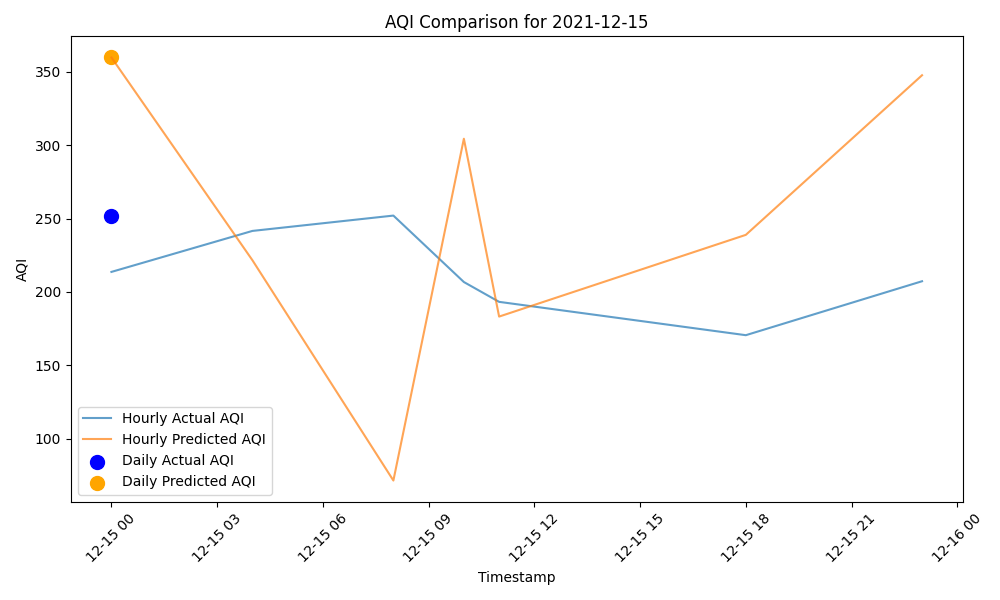 AQI Comparison for 2021-12-15
AQI
350
300
250
200
150
100
Hourly Actual AQI
Hourly Predicted AQI
Daily Actual AQI
Daily Predicted AQI
12-15 00
12-15 03
12-15 06
12-15 09
12-15 12
12-15 15
12-15 18
12-15 21
12-16 00
Timestamp